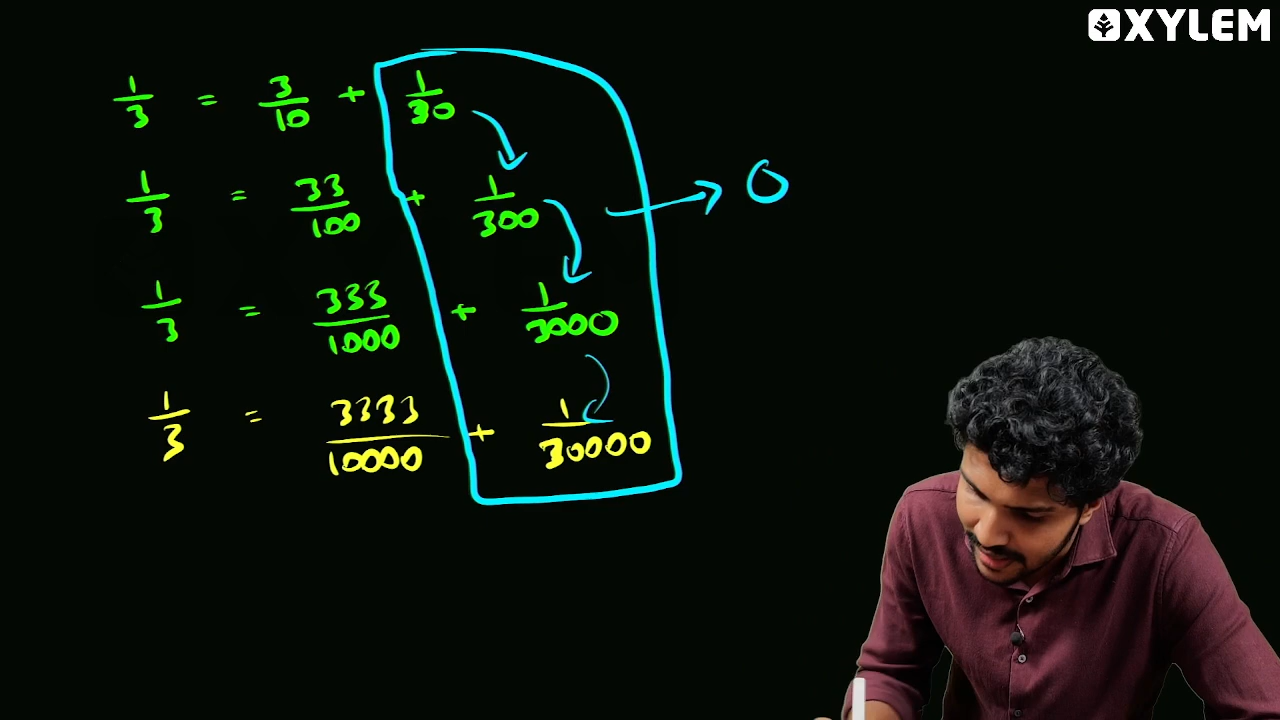 XYLEM
1/3 = 3/10 + 1/30
1/3 = 33/100 + 1/300 → 0
1/3 = 333/1000 + 1/3000
1/3 = 3333/10000 + 1/30000